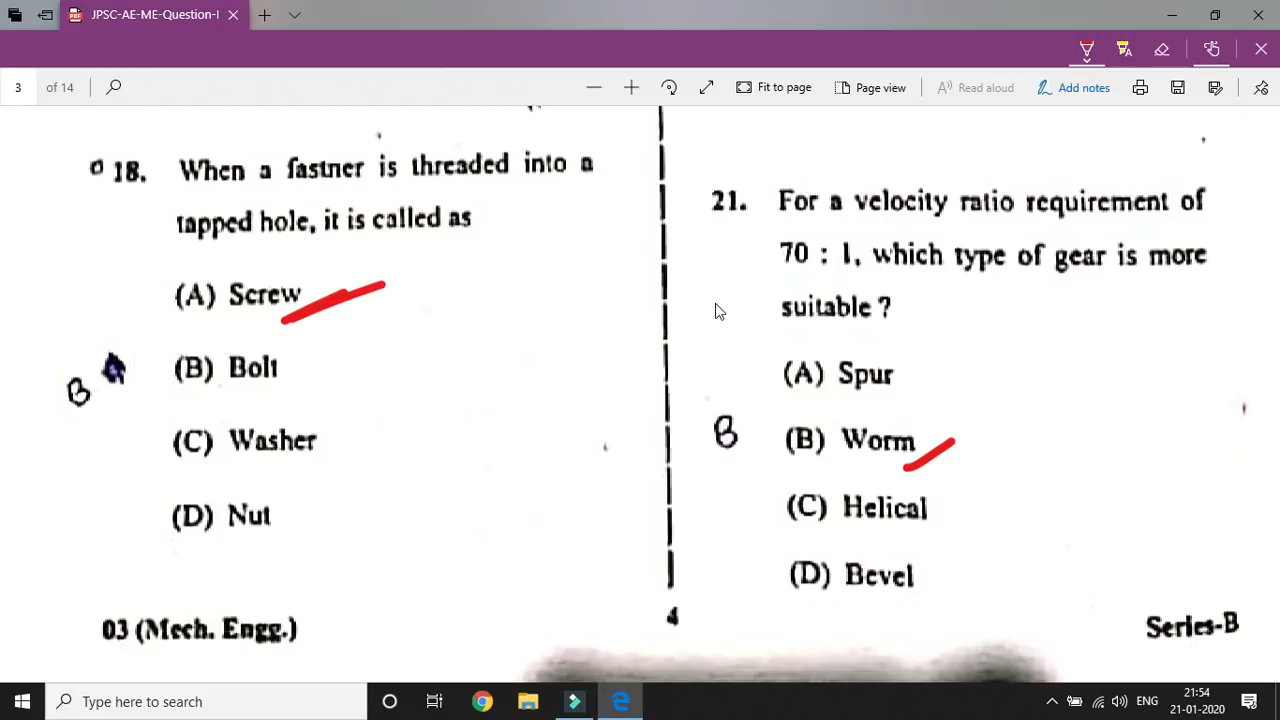 JPSC-AE-ME-Question-I
3 of 14
Fit to page
Page view
Read aloud
Add notes
18. When a fastner is threaded into a
tapped hole, it is called as
(A) Screw
(B) Bolt
B
(C) Washer
(D) Nut
03 (Mech. Engg.)
21. For a velocity ratio requirement of
70 : 1, which type of gear is more
suitable ?
(A) Spur
B
(B) Worm
(C) Helical
(D) Bevel
4
Series-B
Type here to search
ENG
21:54
21-01-2020